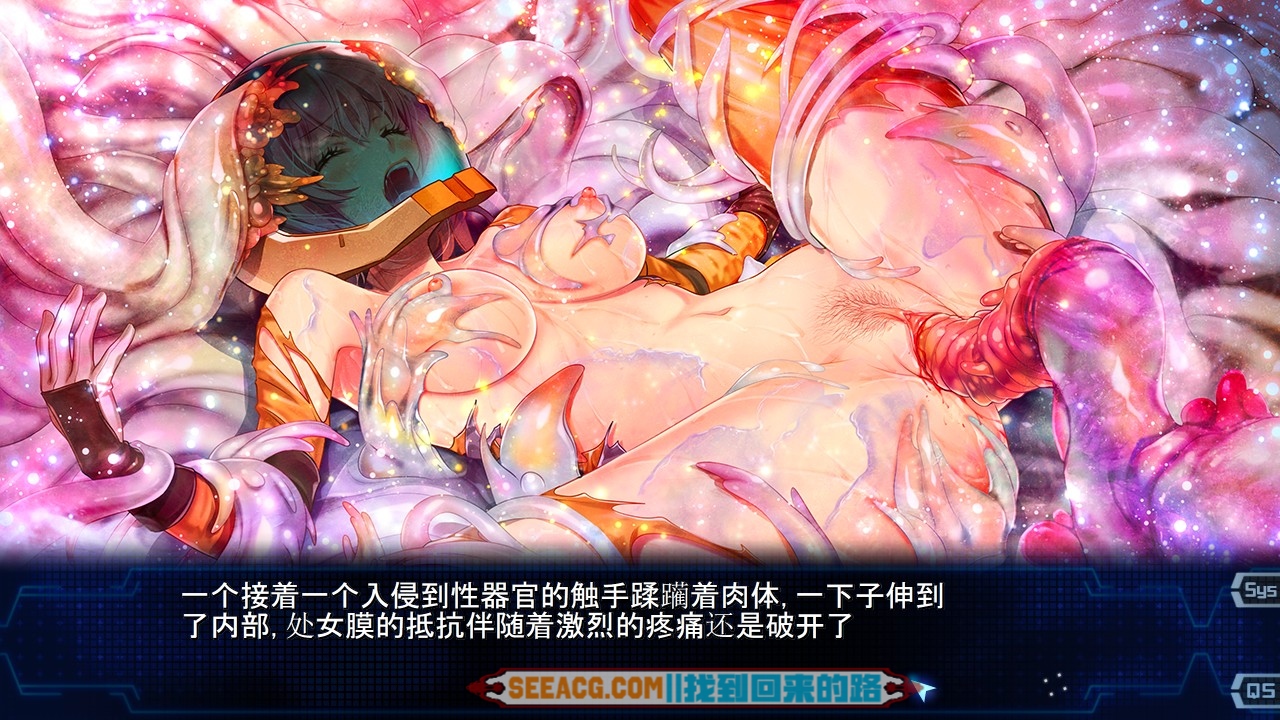 一个接着一个入侵到性器官的触手蹂躏着肉体,一下子伸到
了内部,处女膜的抵抗伴随着激烈的疼痛还是破开了
Sys
SEEACG.COM||找到回来的路
QS